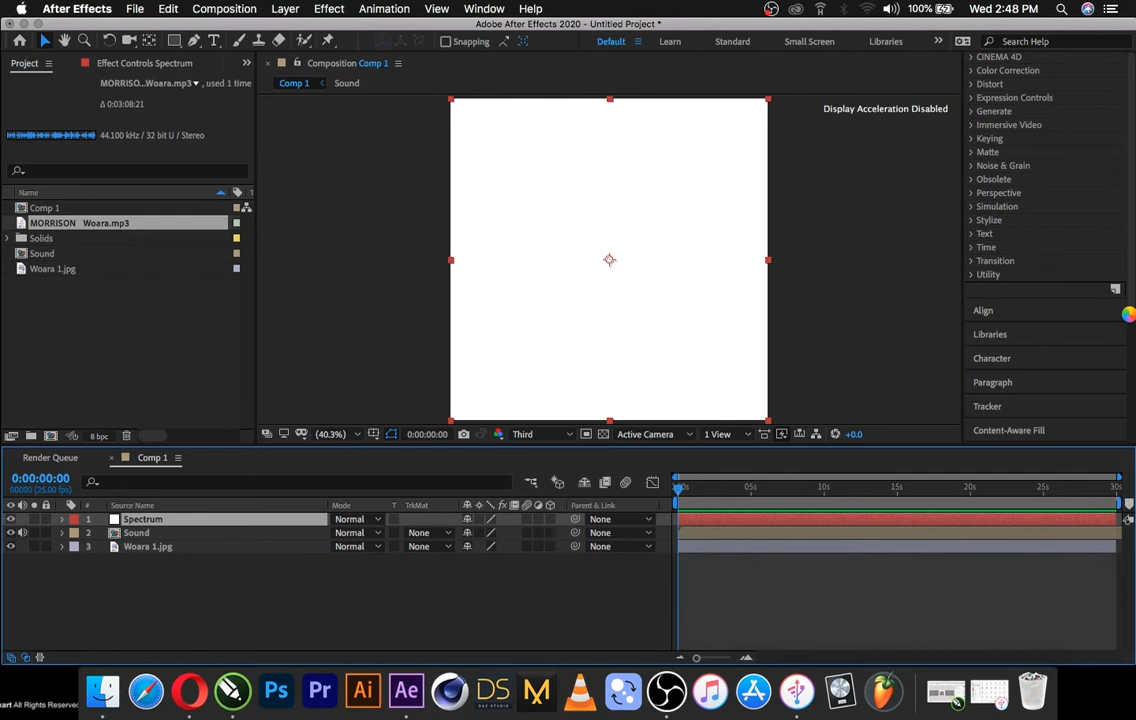 After Effects File Edit Composition Layer Effect Animation View Window Help 100% Wed 2:48 PM
Adobe After Effects 2020 - Untitled Project *
Snapping Default Learn Standard Small Screen Libraries Search Help
Project Effect Controls Spectrum Composition Comp 1
MORRISO...Woara.mp3 , used 1 time
Comp 1 Sound
Δ 0:03:08:21
Display Acceleration Disabled
44.100 kHz / 32 bit U / Stereo
Name
Comp 1
MORRISON Woara.mp3
Solids
Sound
Woara 1.jpg
CINEMA 4D
Color Correction
Distort
Expression Controls
Generate
Immersive Video
Keying
Matte
Noise & Grain
Obsolete
Perspective
Simulation
Stylize
Text
Time
Transition
Utility
Align
Libraries
Character
Paragraph
Tracker
Content-Aware Fill
8 bpc (40.3%) 0:00:00:00 Third Active Camera 1 View +0.0
Render Queue Comp 1
0:00:00:00
00000 (25.00 fps)
05s 10s 15s 20s 25s 30s
# Source Name Mode T TrkMat Parent & Link
1 Spectrum Normal None
2 Sound Normal None None
3 Woara 1.jpg Normal None None
Ps Pr Ai Ae DS
DAZ STUDIO
art All Rights Reserved